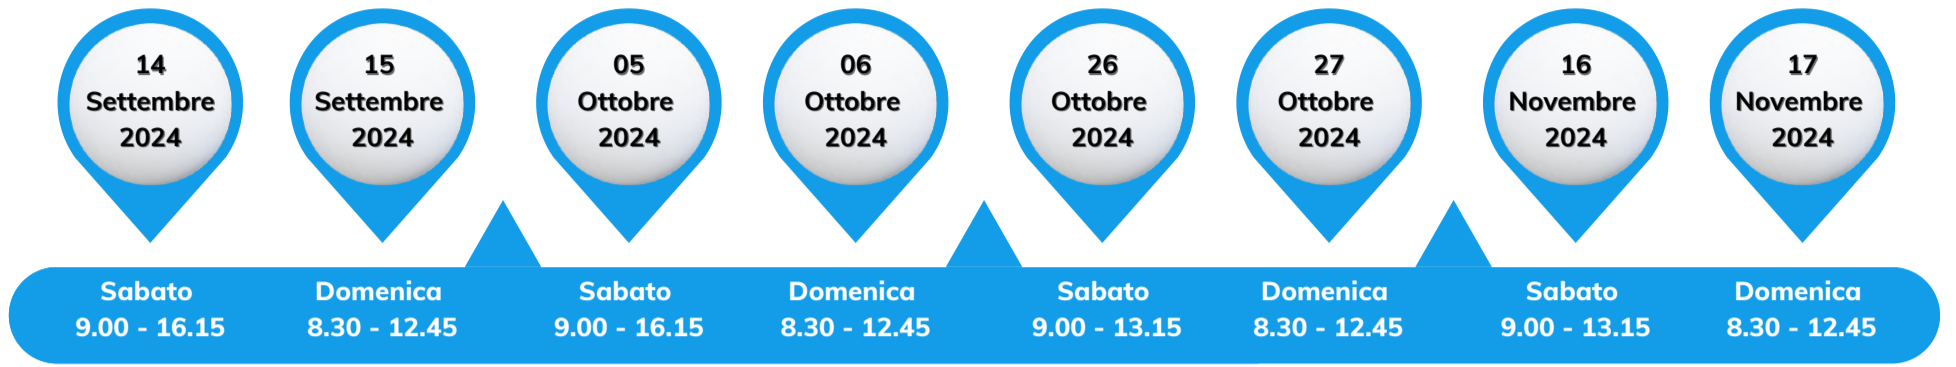 14
Settembre
2024
15
Settembre
2024
05
Ottobre
2024
06
Ottobre
2024
26
Ottobre
2024
27
Ottobre
2024
16
Novembre
2024
17
Novembre
2024
Sabato
9.00 - 16.15
Domenica
8.30 - 12.45
Sabato
9.00 - 16.15
Domenica
8.30 - 12.45
Sabato
9.00 - 13.15
Domenica
8.30 - 12.45
Sabato
9.00 - 13.15
Domenica
8.30 - 12.45